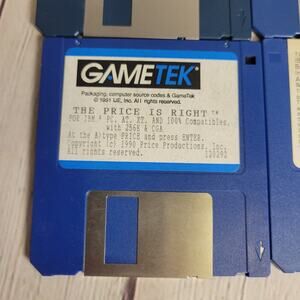 GAMETEK
Packaging, computer source codes & GameTek
© 1991 IJE, Inc. All rights reserved.
THE PRICE IS RIGHT™
FOR IBM PC, AT, XT, AND 100% Compatibles.
with 256K & CGA
At the A)type PRICE and press ENTER.
Copyright (c) 1990 Price Productions, Inc.
All rights reserved.
120292